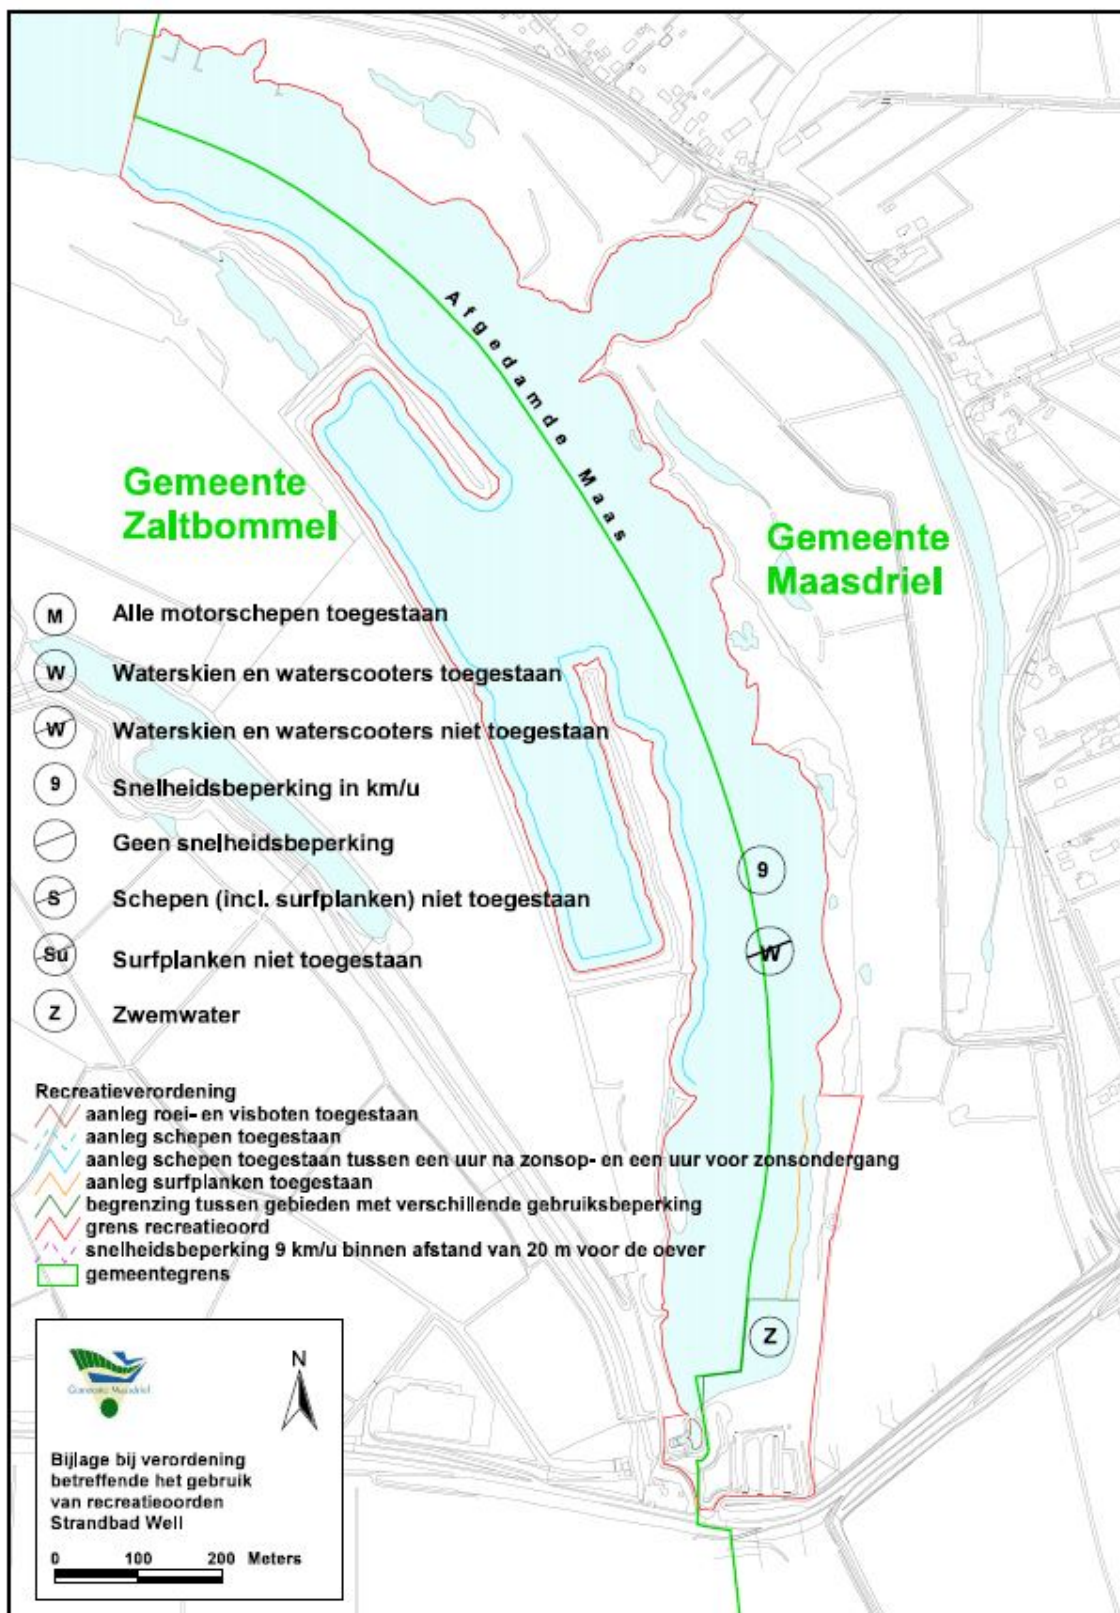 Afgedamde Maas
Gemeente
Zaltbommel
Gemeente
Maasdriel
M Alle motorschepen toegestaan
W Waterskien en waterscooters toegestaan
W Waterskien en waterscooters niet toegestaan
9 Snelheidsbeperking in km/u
Geen snelheidsbeperking
S Schepen (incl. surfplanken) niet toegestaan
Su Surfplanken niet toegestaan
Z Zwemwater
9
W
Z
Recreatieverordening
aanleg roei- en visboten toegestaan
aanleg schepen toegestaan
aanleg schepen toegestaan tussen een uur na zonsop- en een uur voor zonsondergang
aanleg surfplanken toegestaan
begrenzing tussen gebieden met verschillende gebruiksbeperking
grens recreatieoord
snelheidsbeperking 9 km/u binnen afstand van 20 m voor de oever
gemeentegrens
Gemeente Maasdriel
N
Bijlage bij verordening
betreffende het gebruik
van recreatieoorden
Strandbad Well
0 100 200 Meters